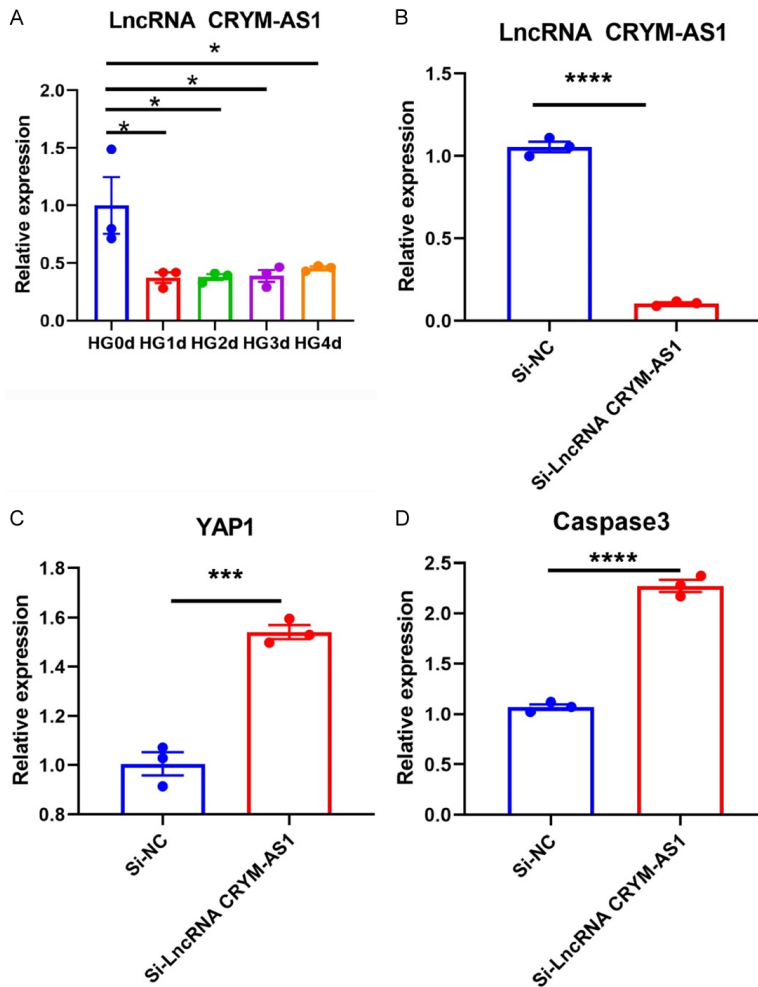 A
LncRNA CRYM-AS1
*
*
*
*
Relative expression
2.0
1.5
1.0
0.5
0.0
HG0d HG1d HG2d HG3d HG4d
B
LncRNA CRYM-AS1
****
Relative expression
1.5
1.0
0.5
0.0
Si-NC
Si-LncRNA CRYM-AS1
C
YAP1
***
Relative expression
1.8
1.6
1.4
1.2
1.0
0.8
Si-NC
Si-LncRNA CRYM-AS1
D
Caspase3
****
Relative expression
2.5
2.0
1.5
1.0
0.5
0.0
Si-NC
Si-LncRNA CRYM-AS1